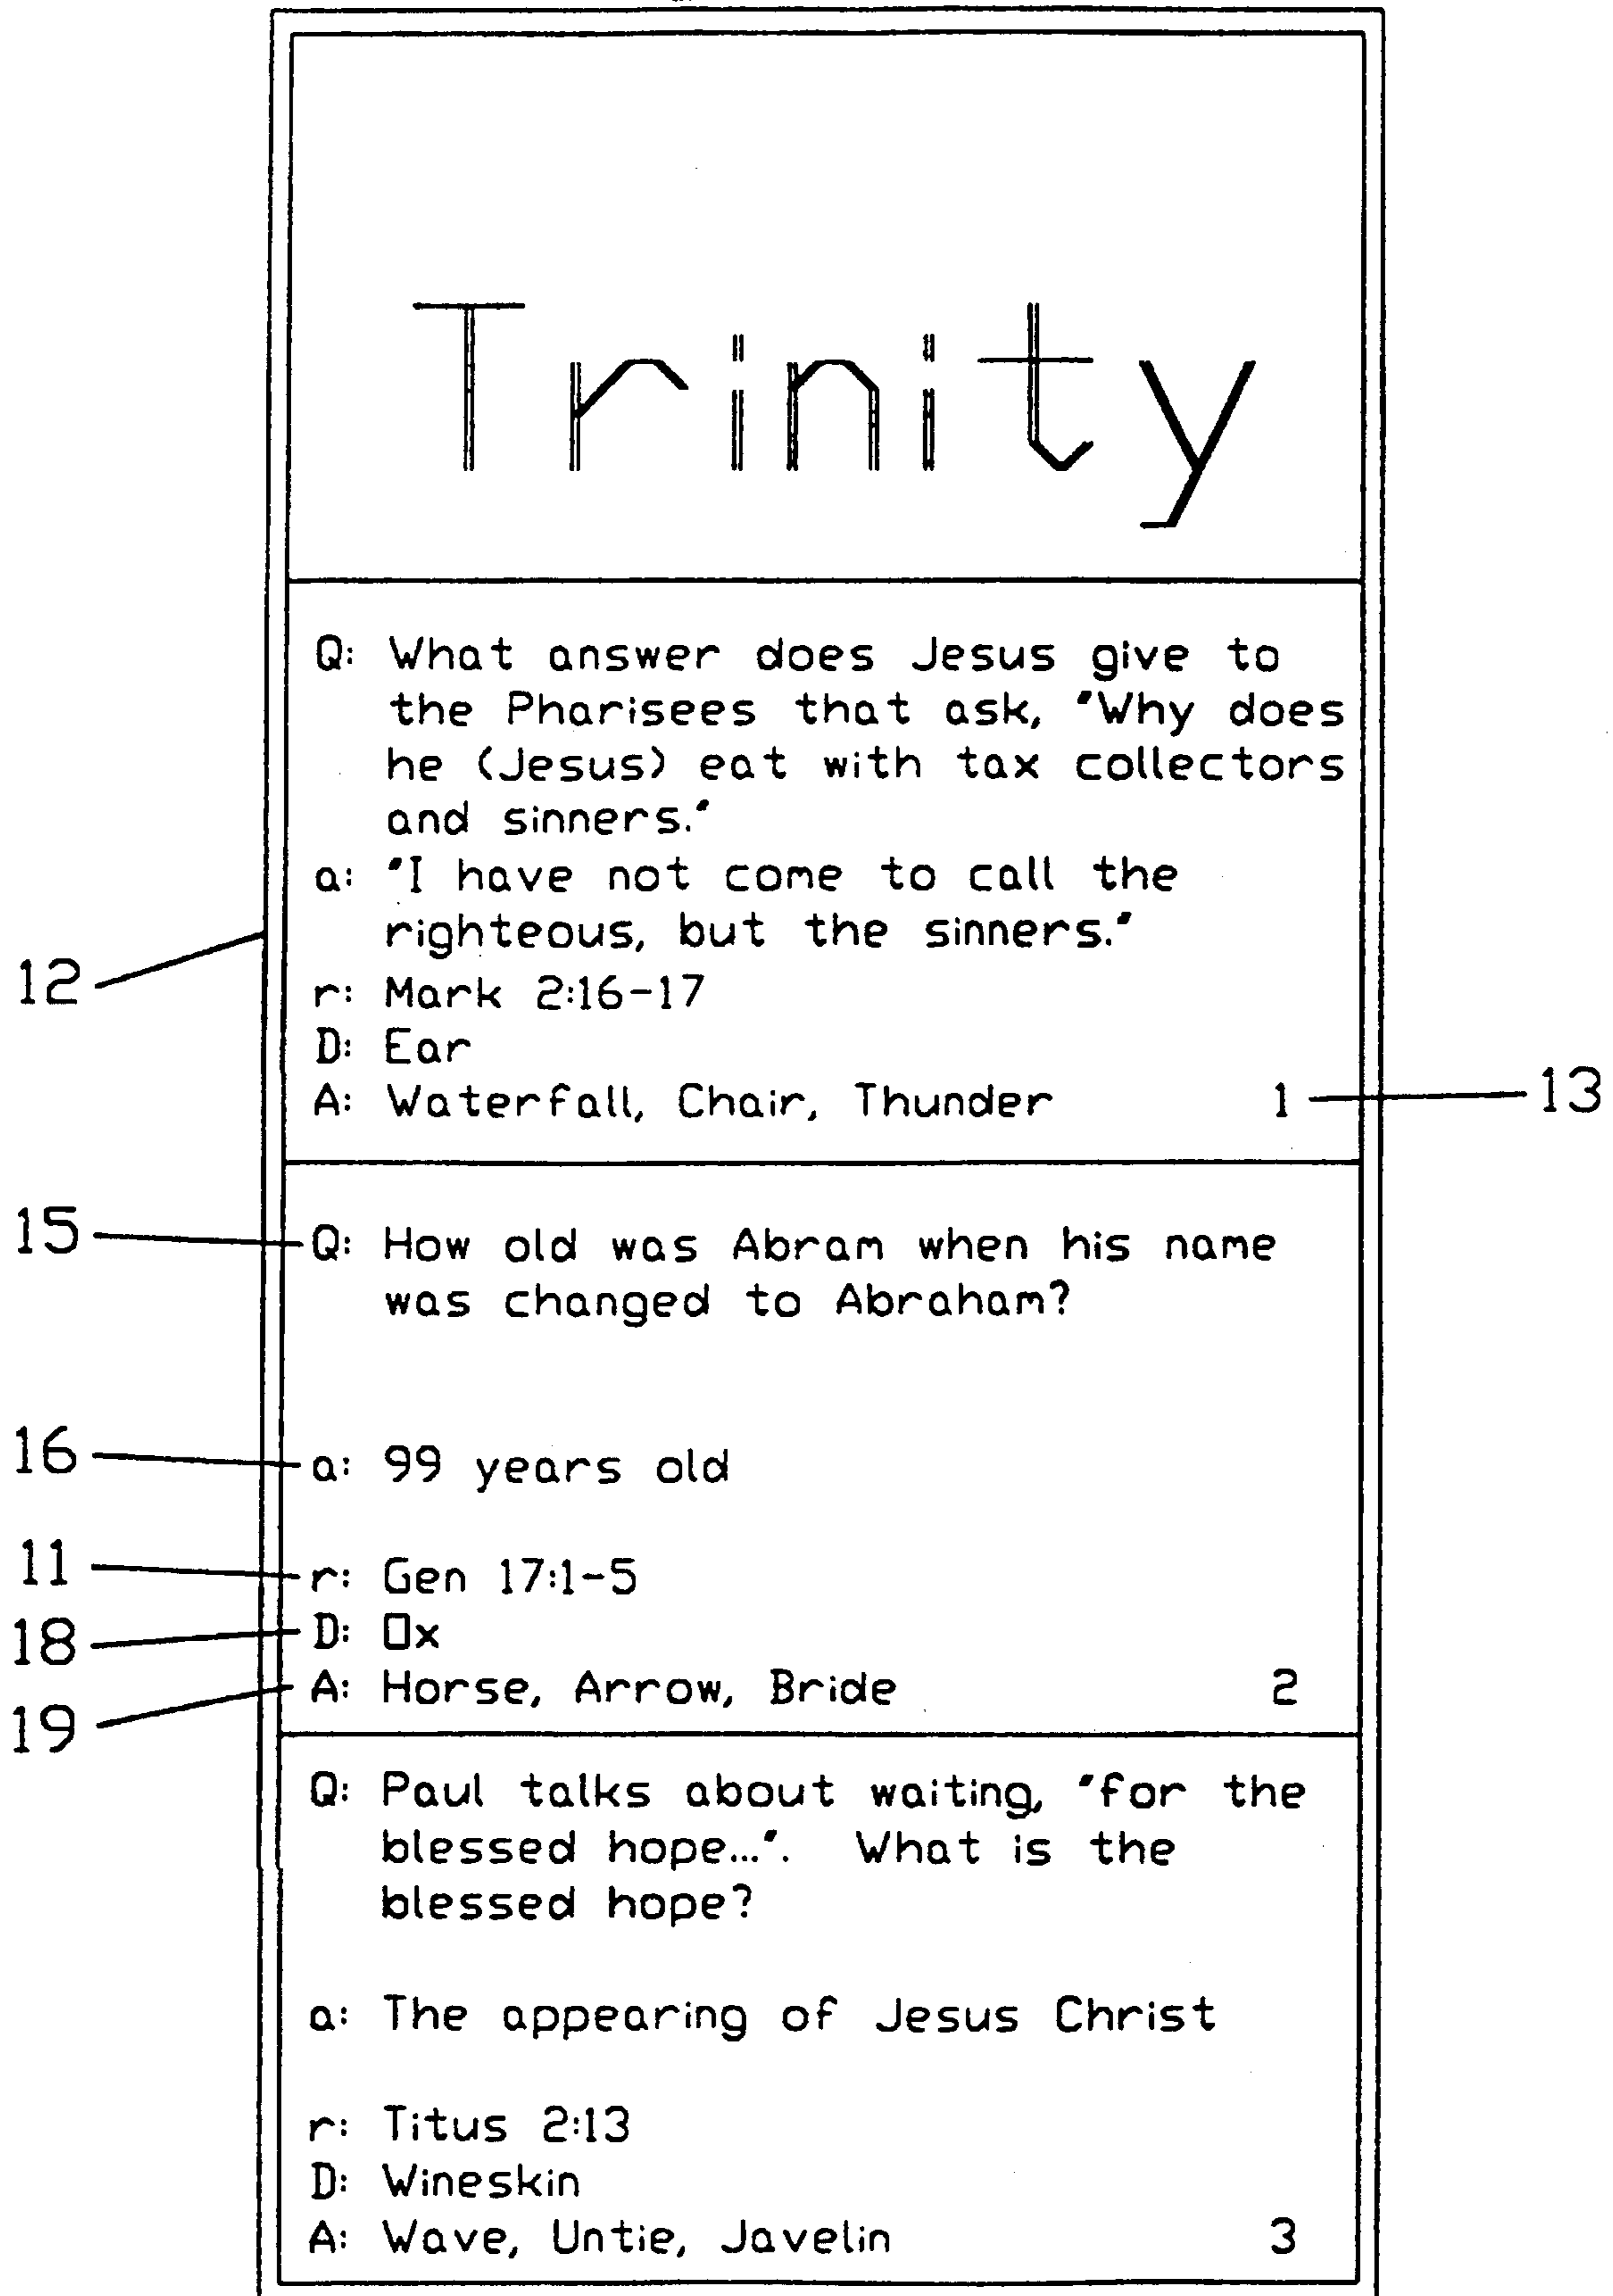 Trinity
Q: What answer does Jesus give to
the Pharisees that ask, "Why does
he (Jesus) eat with tax collectors
and sinners."
a: "I have not come to call the
righteous, but the sinners."
12
r: Mark 2:16-17
D: Ear
A: Waterfall, Chair, Thunder 1 13
15 Q: How old was Abram when his name
was changed to Abraham?
16 a: 99 years old
11 r: Gen 17:1-5
18 D: Ox
19 A: Horse, Arrow, Bride 2
Q: Paul talks about waiting, "for the
blessed hope...". What is the
blessed hope?
a: The appearing of Jesus Christ
r: Titus 2:13
D: Wineskin
A: Wave, Untie, Javelin 3